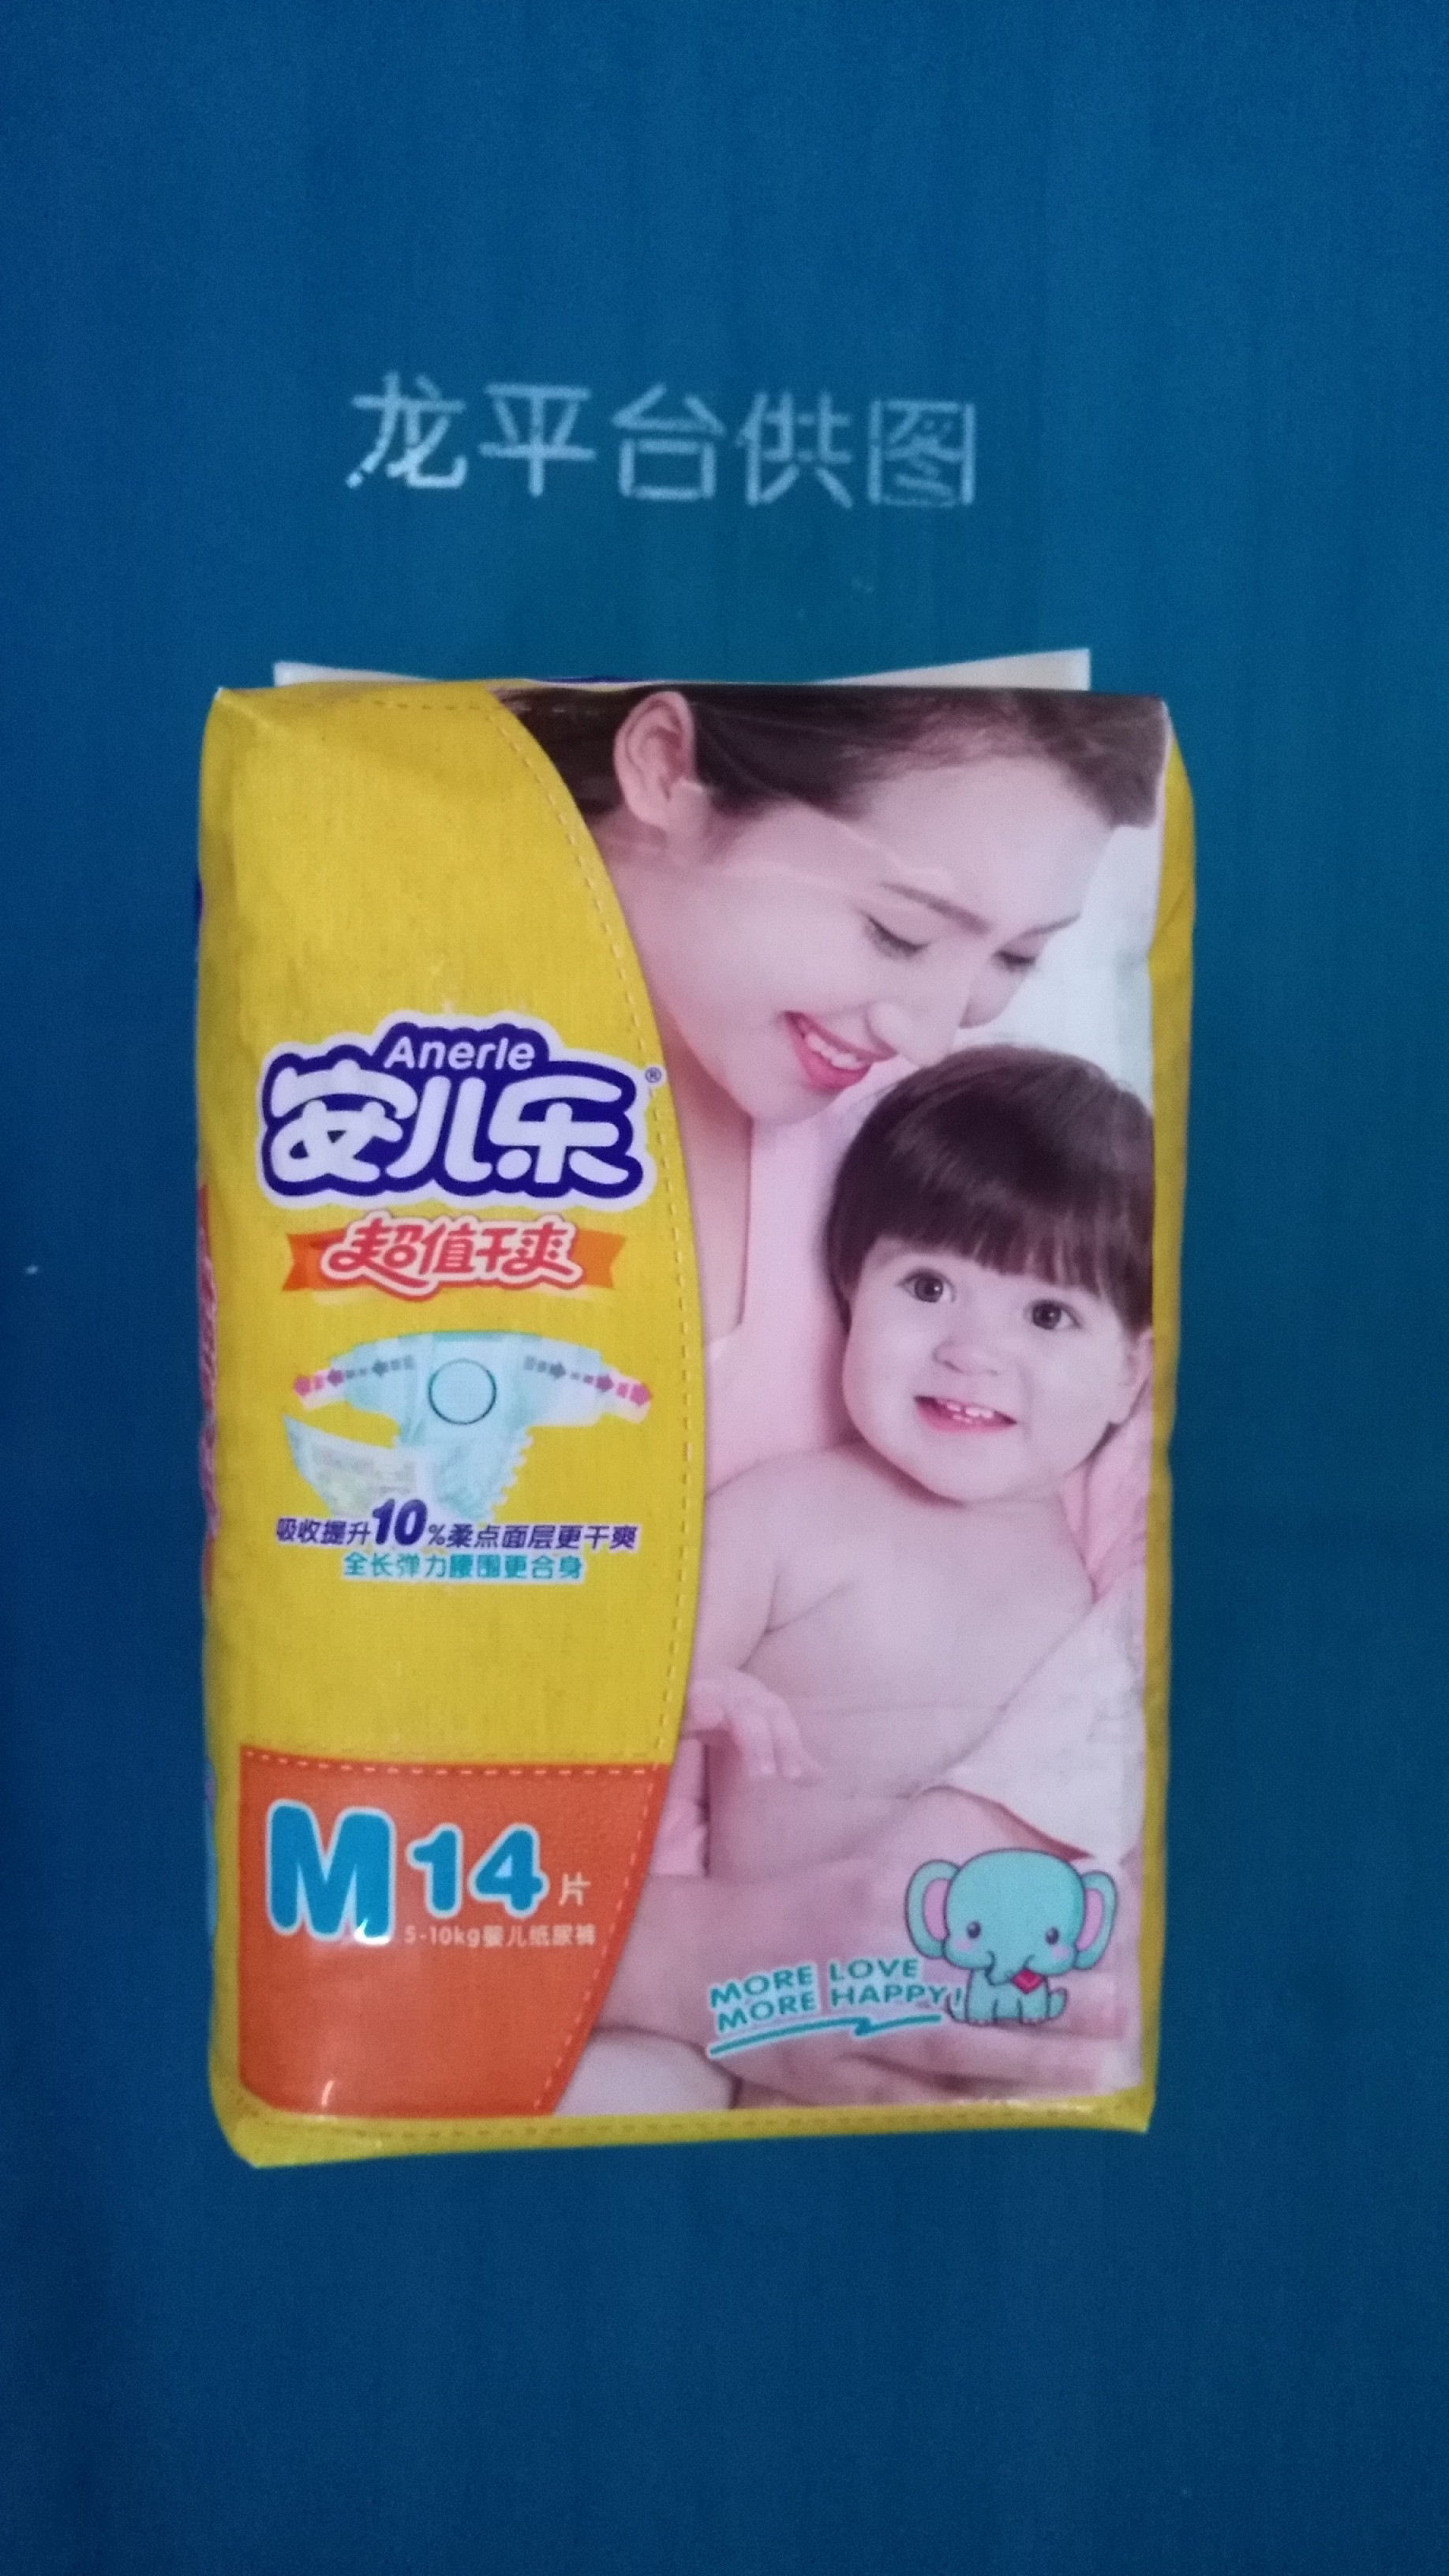 龙平台供图
Anerle
安儿乐®
超值干爽
吸收提升10%柔点面层更干爽
全长弹力腰围更合身
M14片
5-10kg婴儿纸尿裤
MORE LOVE
MORE HAPPY!